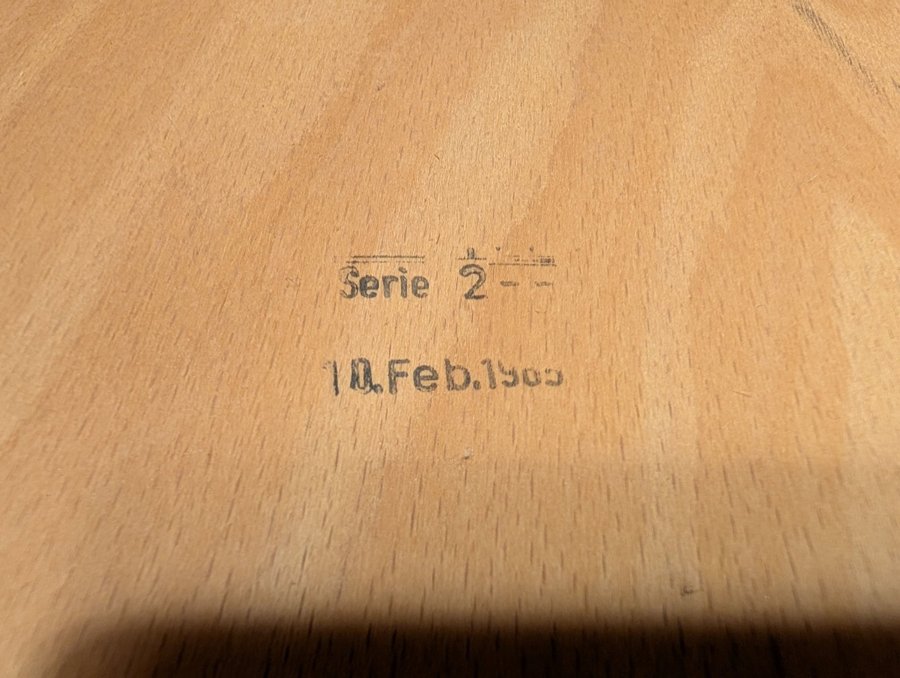 Serie 2 - -
10.Feb.